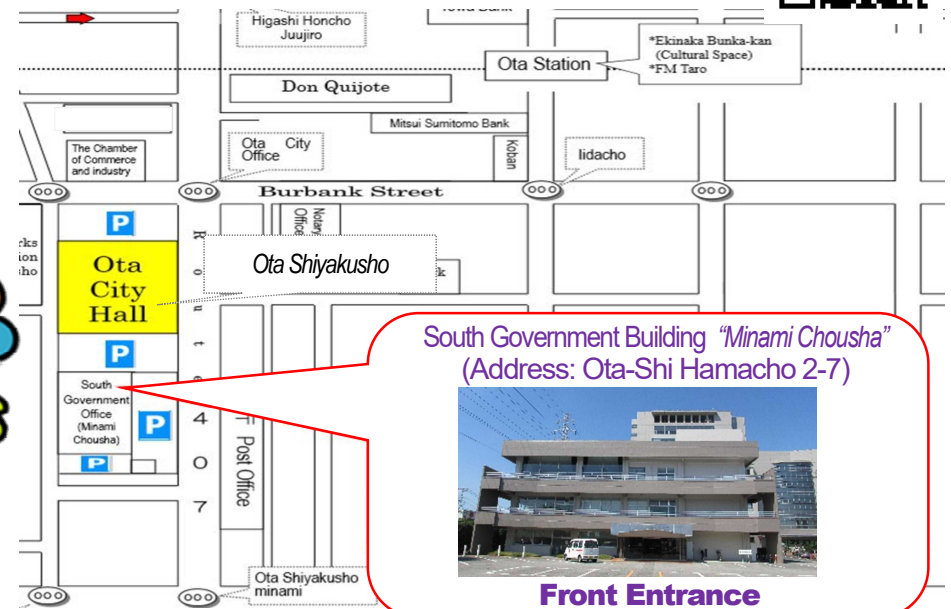 Higashi Honcho
Juujiro
Ota Station
*Ekinaka Bunka-kan
(Cultural Space)
*FM Taro
Don Quijote
Mitsui Sumitomo Bank
The Chamber
of Commerce
and industry
Ota City
Office
Koban
Iidacho
Burbank Street
P
Notary
Office
Ota
City
Hall
Ota Shiyakusho
P
South
Government
Office
(Minami
Chousha)
P
P
Route 407
〒 Post Office
Ota Shiyakusho
minami
South Government Building "Minami Chousha"
(Address: Ota-Shi Hamacho 2-7)
Front Entrance